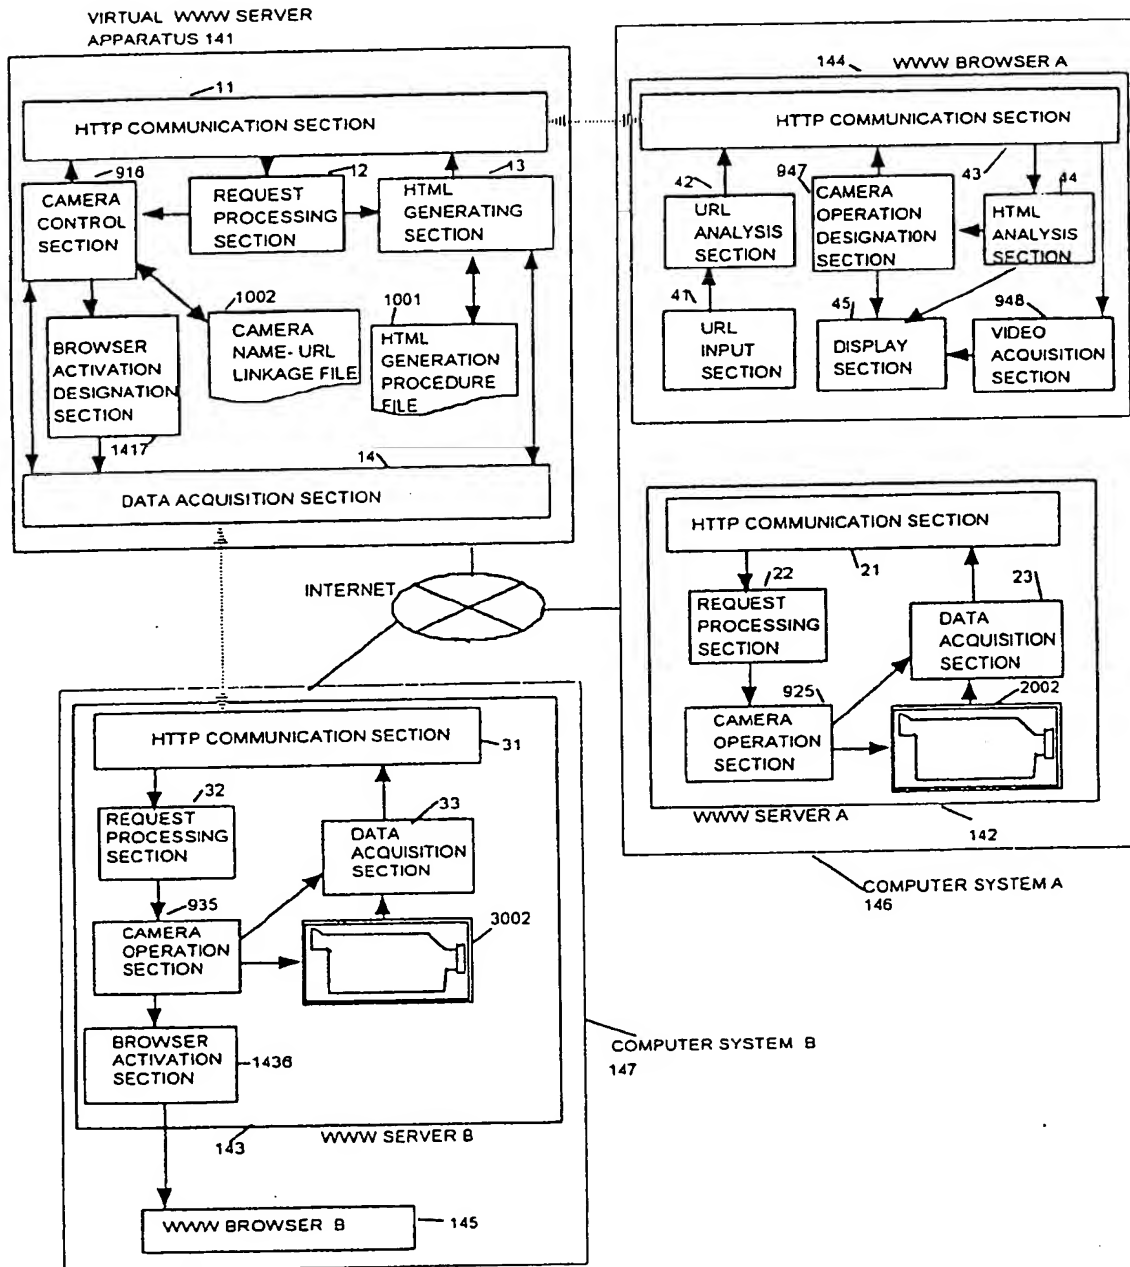 VIRTUAL WWW SERVER
APPARATUS 141
11
HTTP COMMUNICATION SECTION
916
CAMERA
CONTROL
SECTION
12
REQUEST
PROCESSING
SECTION
13
HTML
GENERATING
SECTION
BROWSER
ACTIVATION
DESIGNATION
SECTION
1417
1002
CAMERA
NAME- URL
LINKAGE FILE
1001
HTML
GENERATION
PROCEDURE
FILE
14
DATA ACQUISITION SECTION
144
WWW BROWSER A
HTTP COMMUNICATION SECTION
43
42
URL
ANALYSIS
SECTION
947
CAMERA
OPERATION
DESIGNATION
SECTION
44
HTML
ANALYSIS
SECTION
41
URL
INPUT
SECTION
45
DISPLAY
SECTION
948
VIDEO
ACQUISITION
SECTION
HTTP COMMUNICATION SECTION
21
22
REQUEST
PROCESSING
SECTION
23
DATA
ACQUISITION
SECTION
925
CAMERA
OPERATION
SECTION
2002
WWW SERVER A
142
COMPUTER SYSTEM A
146
INTERNET
HTTP COMMUNICATION SECTION
31
32
REQUEST
PROCESSING
SECTION
33
DATA
ACQUISITION
SECTION
935
CAMERA
OPERATION
SECTION
3002
BROWSER
ACTIVATION
SECTION
1436
143
WWW SERVER B
COMPUTER SYSTEM B
147
WWW BROWSER B
145